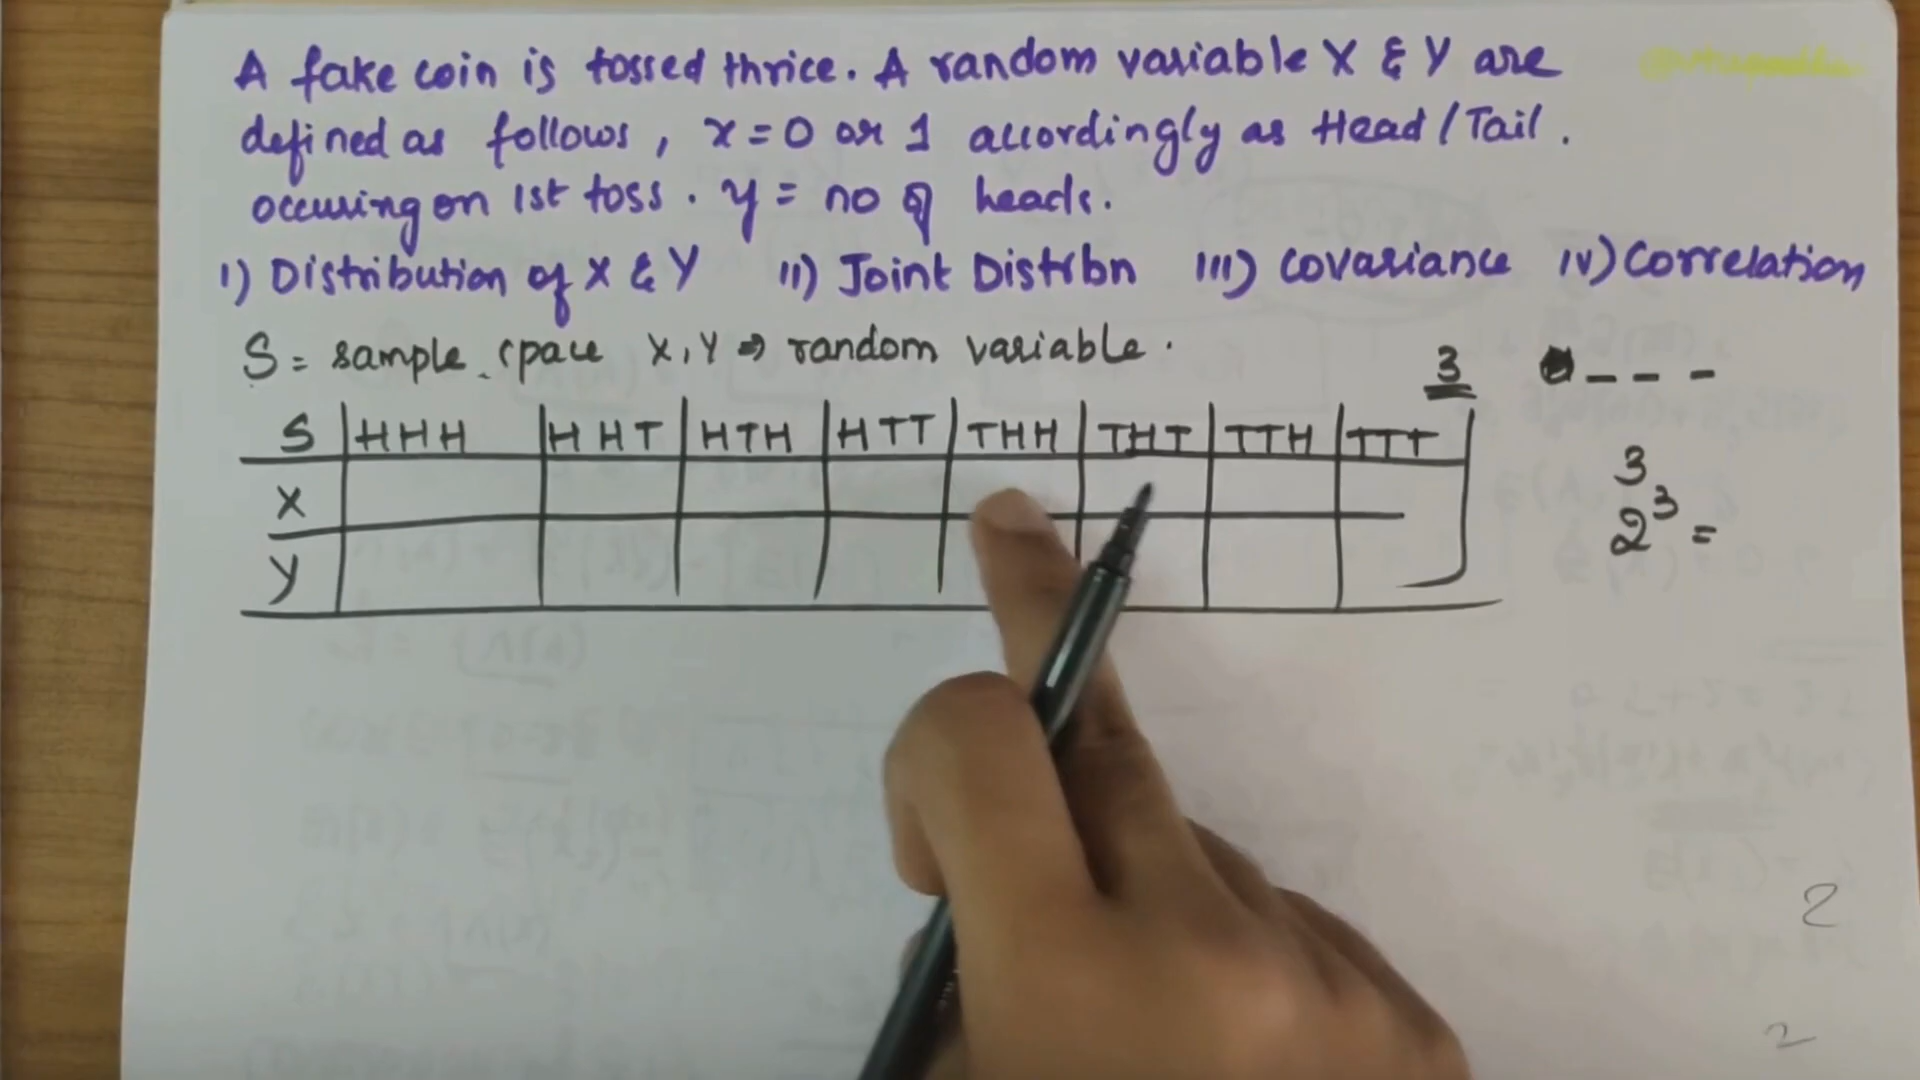 A fake coin is tossed thrice. A random variable X & Y are
defined as follows, x = 0 or 1 accordingly as Head / Tail.
occuring on 1st toss. y = no of heads.
1) Distribution of X & Y II) Joint Distrbn III) Covariance IV) Correlation
S = sample space X, Y ⇒ random variable.
3 _ _ _
S HHH HHT HTH HTT THH THT TTH TTT
X
Y
3
2³ =
2
2